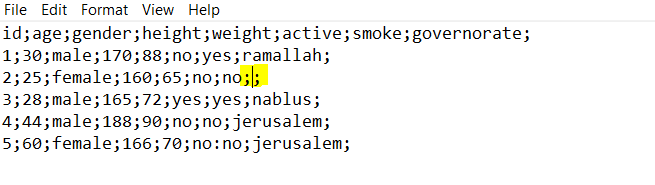 File Edit Format View Help
id;age;gender;height;weight;active;smoke;governorate;
1;30;male;170;88;no;yes;ramallah;
2;25;female;160;65;no;no;;
3;28;male;165;72;yes;yes;nablus;
4;44;male;188;90;no;no;jerusalem;
5;60;female;166;70;no:no;jerusalem;